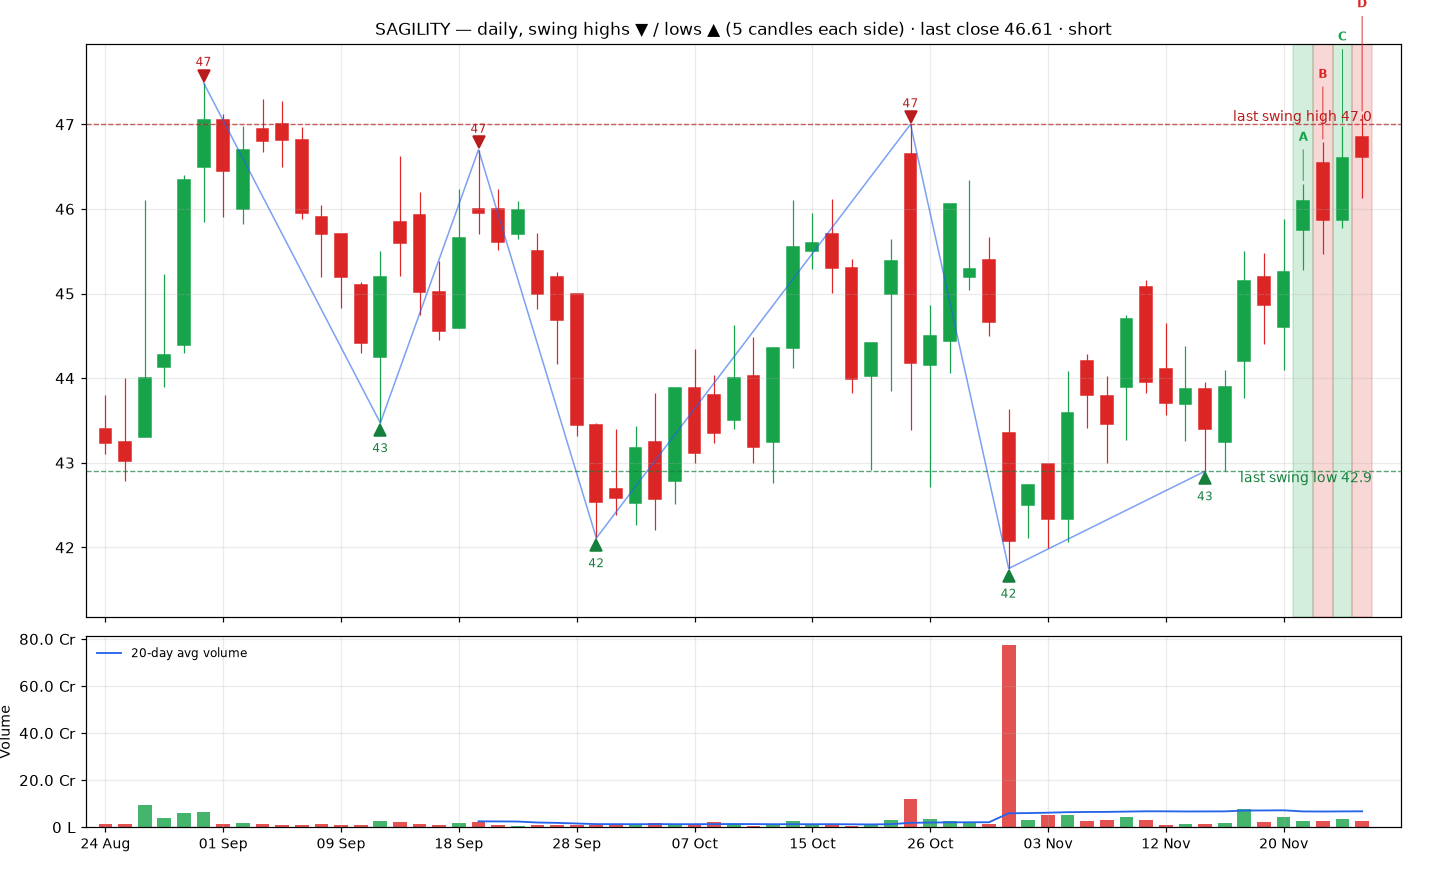 D
SAGILITY — daily, swing highs ▼ / lows ▲ (5 candles each side) · last close 46.61 · short
C
47
B
47
47
last swing high 47.0
47
A
46
45
44
43
43
last swing low 42.9
43
42
42
42
80.0 Cr
20-day avg volume
60.0 Cr
40.0 Cr
20.0 Cr
0 L
Volume
24 Aug 01 Sep 09 Sep 18 Sep 28 Sep 07 Oct 15 Oct 26 Oct 03 Nov 12 Nov 20 Nov